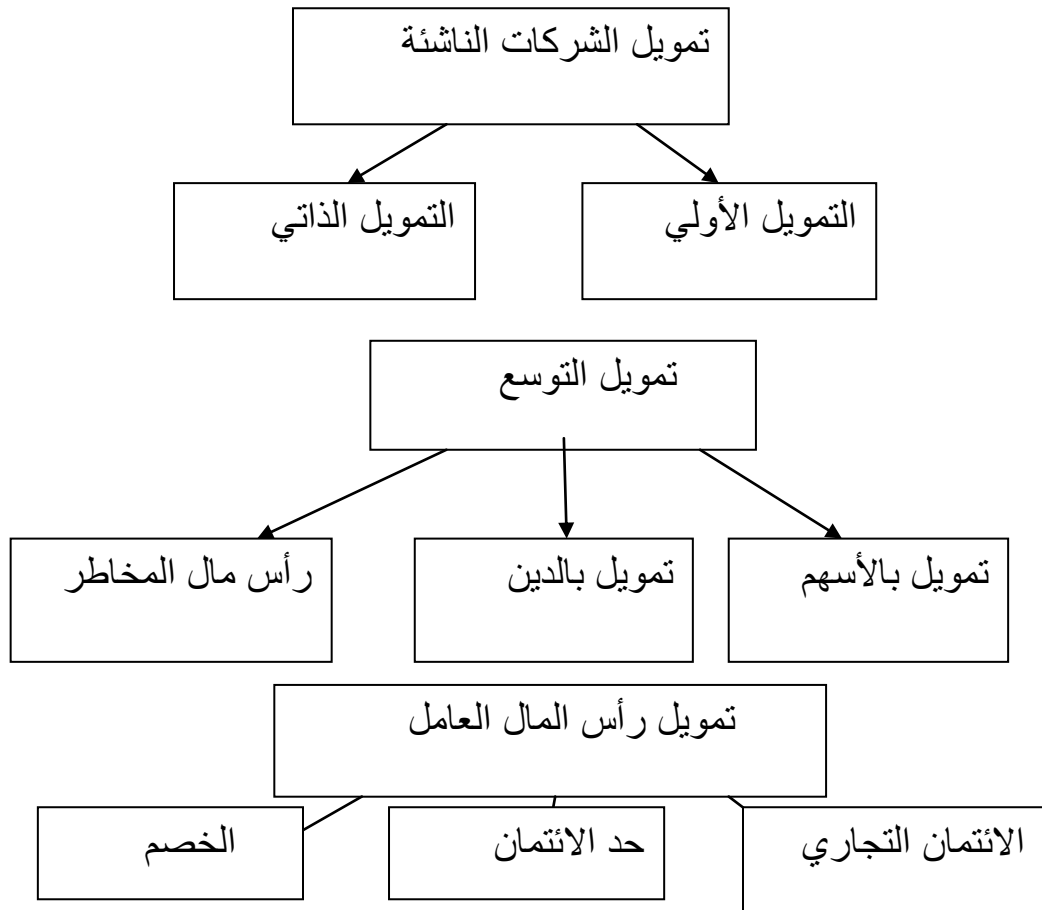 تمويل الشركات الناشئة
التمويل الأولي
التمويل الذاتي
تمويل التوسع
تمويل بالأسهم
تمويل بالدين
رأس مال المخاطر
تمويل رأس المال العامل
الائتمان التجاري
حد الائتمان
الخصم